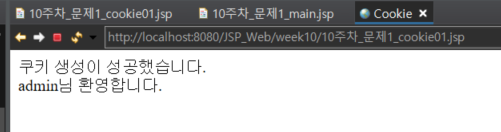 10주차_문제1_cookie01.jsp 10주차_문제1_main.jsp Cookie
http://localhost:8080/JSP_Web/week10/10주차_문제1_cookie01.jsp
쿠키 생성이 성공했습니다.
admin님 환영합니다.